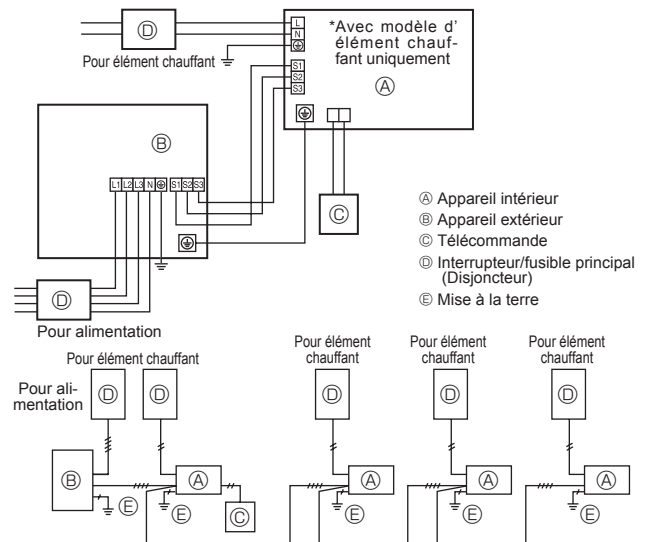 Ⓓ
Pour élément chauffant
L
N
*Avec modèle d'
élément chauf-
fant uniquement
Ⓐ
S1
S2
S3
Ⓑ
L1 L2 L3 N S1 S2 S3
Ⓒ
Ⓓ
Pour alimentation
Ⓐ Appareil intérieur
Ⓑ Appareil extérieur
Ⓒ Télécommande
Ⓓ Interrupteur/fusible principal
(Disjoncteur)
Ⓔ Mise à la terre
Pour élément chauffant
Pour ali-
mentation
Ⓓ Ⓓ
Ⓑ Ⓔ Ⓐ Ⓔ Ⓒ
Pour élément
chauffant
Ⓓ
Ⓐ
Ⓔ
Pour élément
chauffant
Ⓓ
Ⓐ
Ⓔ
Pour élément
chauffant
Ⓓ
Ⓐ
Ⓔ